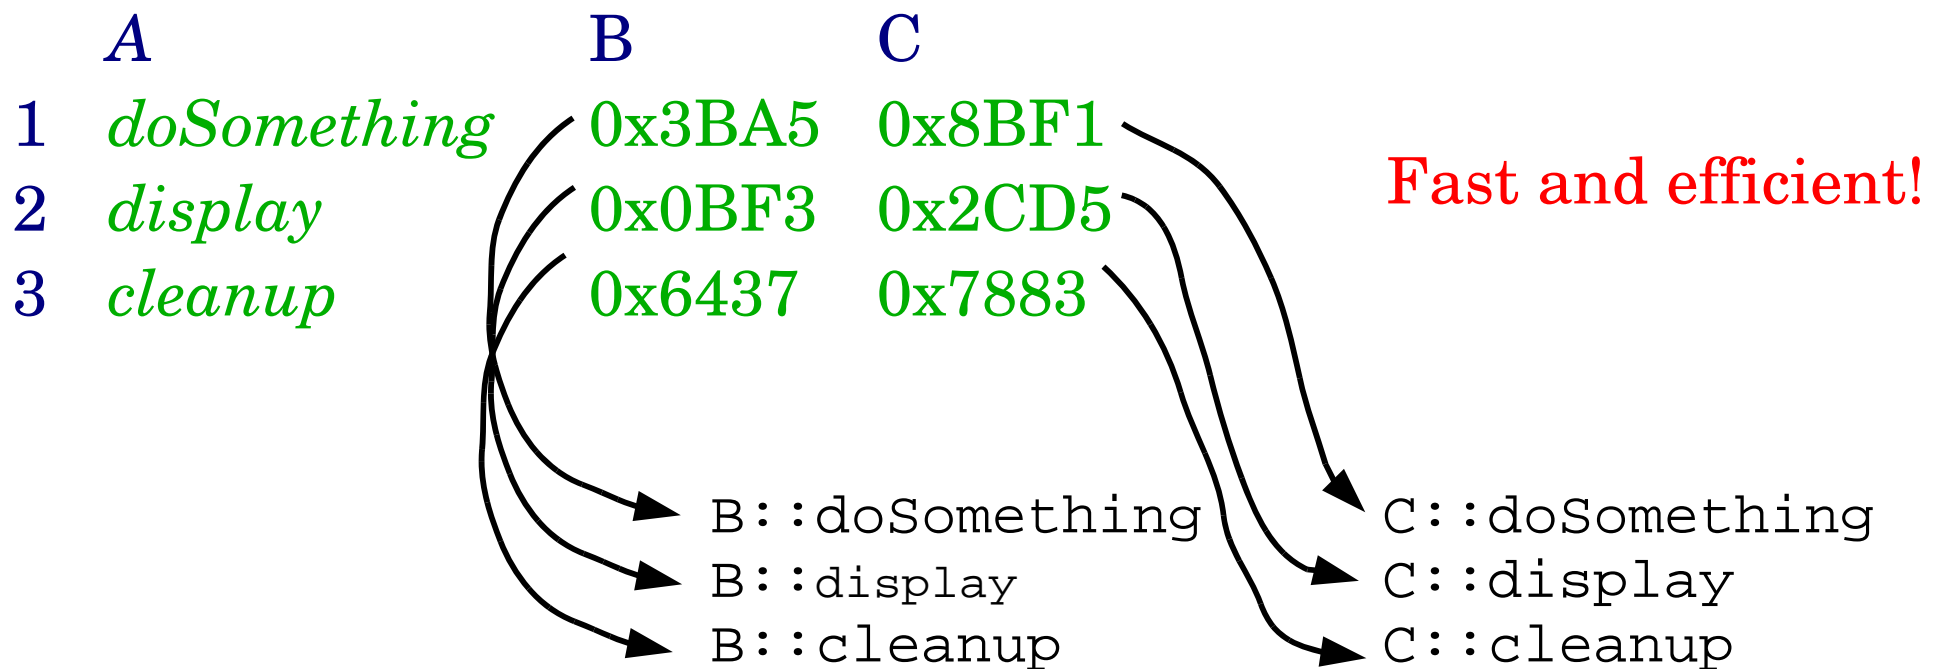 A B C
1 doSomething 0x3BA5 0x8BF1
Fast and efficient!
2 display 0x0BF3 0x2CD5
3 cleanup 0x6437 0x7883
B::doSomething C::doSomething
B::display C::display
B::cleanup C::cleanup